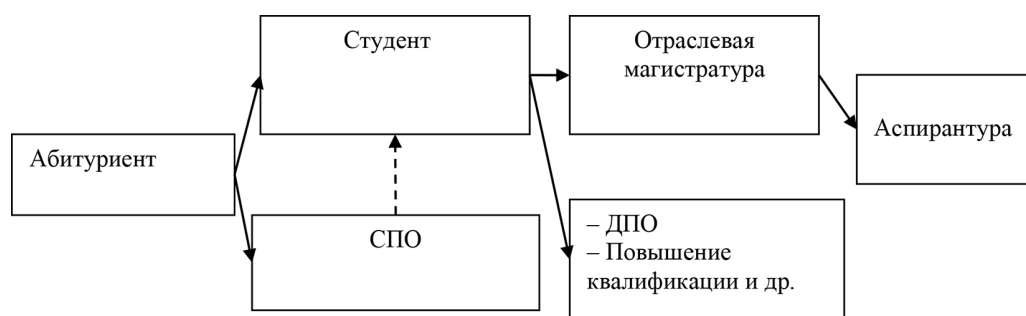 Студент
Отраслевая
магистратура
Аспирантура
Абитуриент
СПО
– ДПО
– Повышение
квалификации и др.